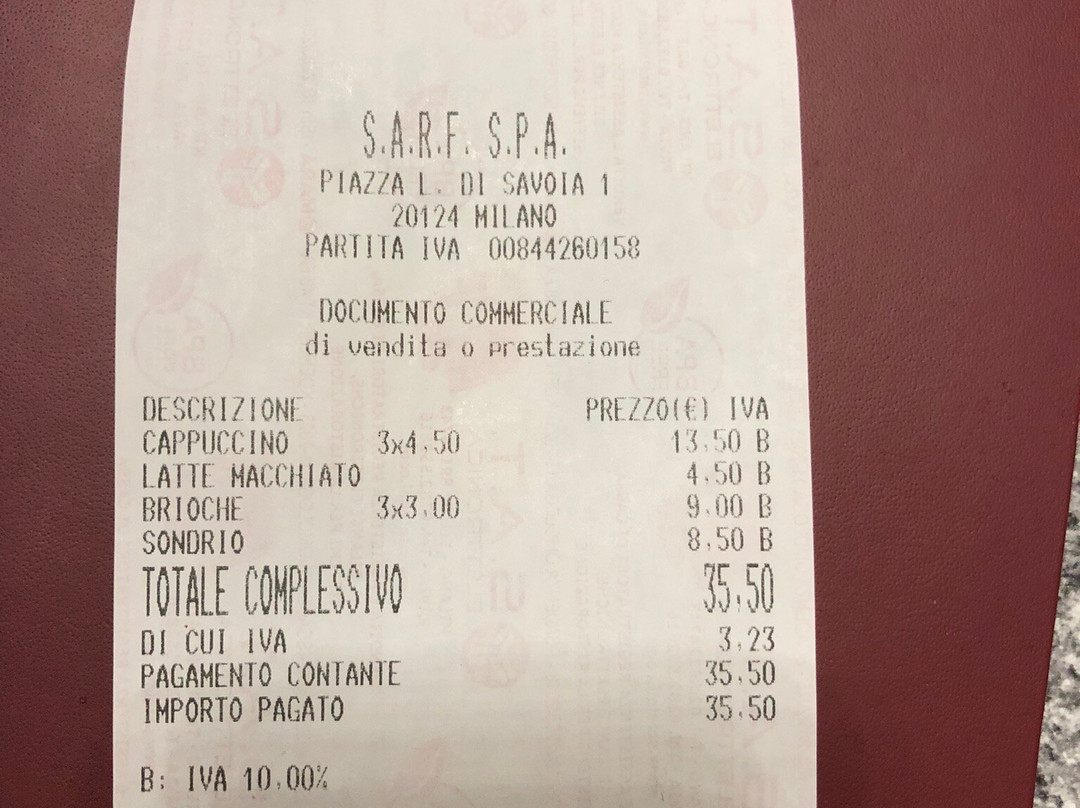 S.A.R.F. S.P.A.
PIAZZA L. DI SAVOIA 1
20124 MILANO
PARTITA IVA 00844260158
DOCUMENTO COMMERCIALE
di vendita o prestazione
DESCRIZIONE PREZZO(€) IVA
CAPPUCCINO 3x4,50 13,50 B
LATTE MACCHIATO 4,50 B
BRIOCHE 3x3,00 9,00 B
SONDRIO 8,50 B
TOTALE COMPLESSIVO 35,50
DI CUI IVA 3,23
PAGAMENTO CONTANTE 35,50
IMPORTO PAGATO 35,50
B: IVA 10,00%